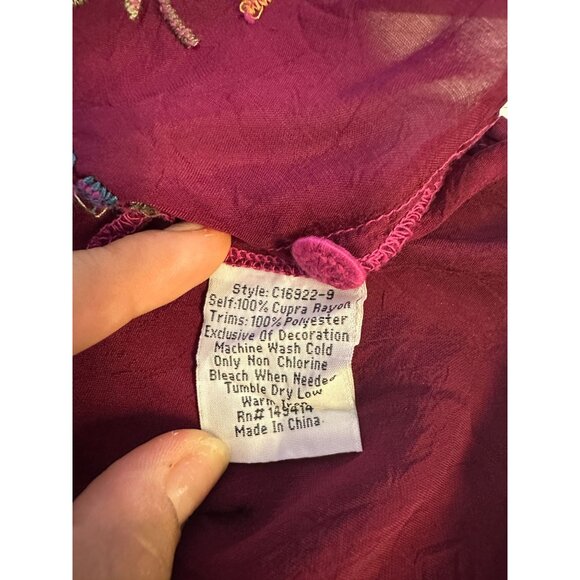 Style: C16922-9
Self:100% Cupra Rayon
Trims: 100% Polyester
Exclusive Of Decoration
Machine Wash Cold
Only Non Chlorine
Bleach When Needed
Tumble Dry Low
Warm Iron
Rn# 149414
Made In China